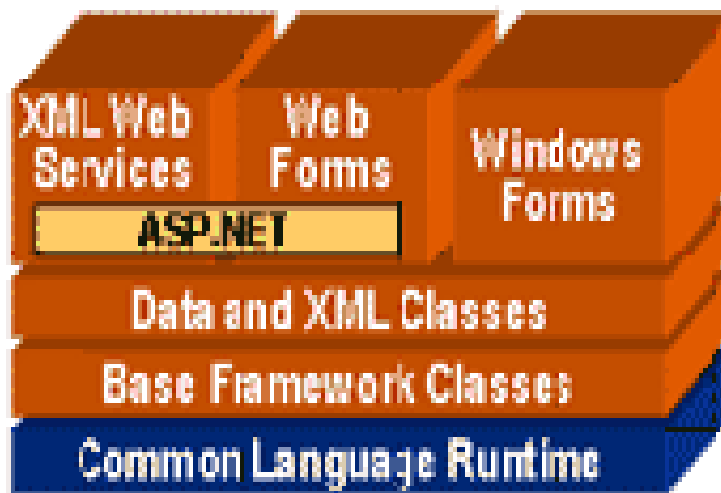 XML Web
Services
Web
Forms
Windows
Forms
ASP.NET
Data and XML Classes
Base Framework Classes
Common Language Runtime